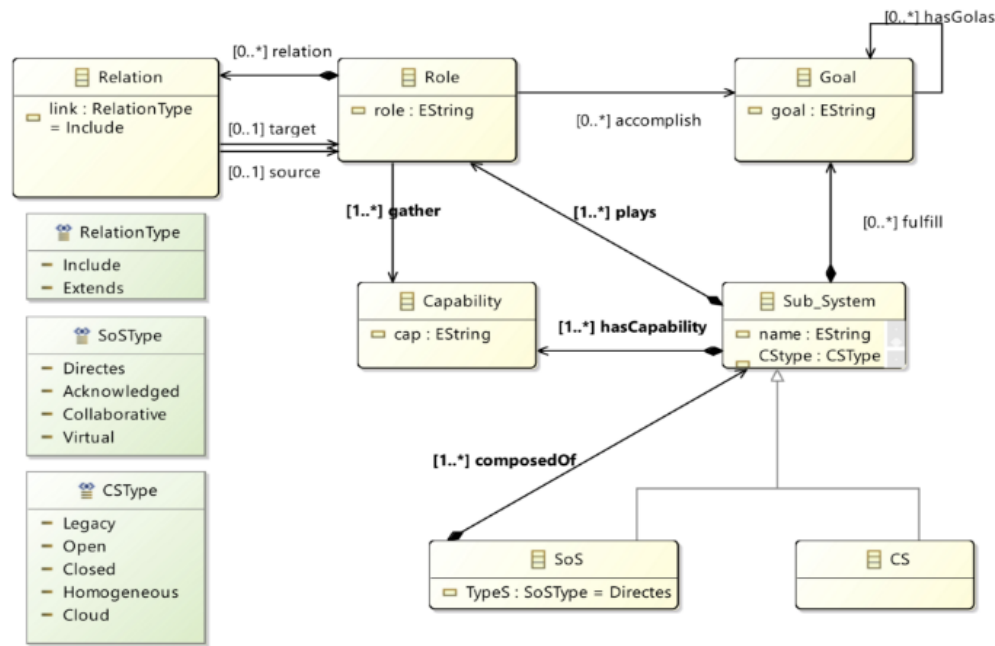 [0..*] hasGolas
[0..*] relation
Relation
link : RelationType
= Include
Role
role : EString
Goal
goal : EString
[0..*] accomplish
[0..1] target
[0..1] source
[1..*] gather
[1..*] plays
[0..*] fulfill
RelationType
Include
Extends
Capability
cap : EString
[1..*] hasCapability
Sub_System
name : EString
CStype : CSType
SoSType
Directes
Acknowledged
Collaborative
Virtual
[1..*] composedOf
CSType
Legacy
Open
Closed
Homogeneous
Cloud
SoS
TypeS : SoSType = Directes
CS